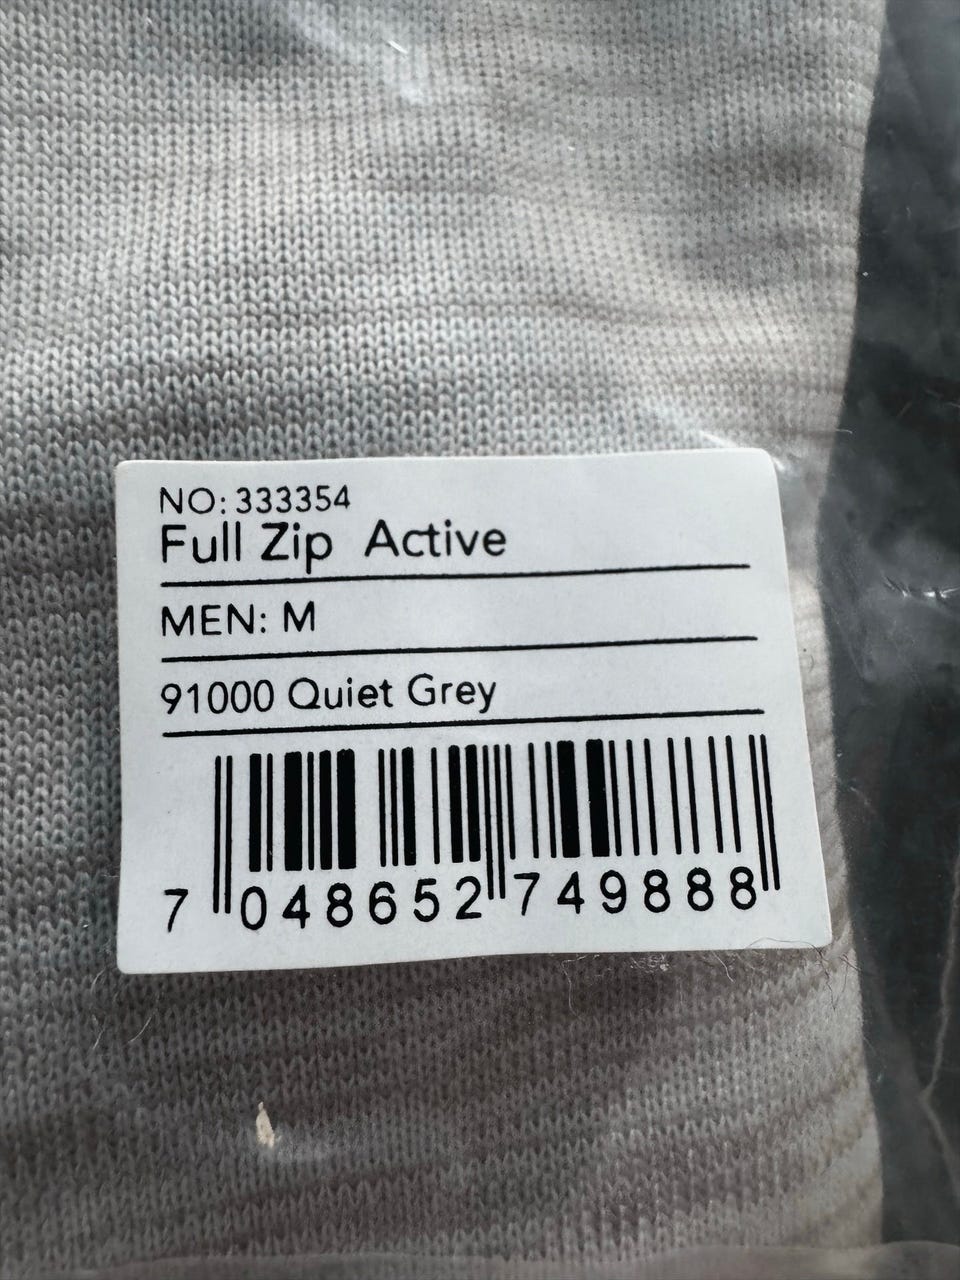 NO: 333354
Full Zip Active
MEN: M
91000 Quiet Grey
7 048652 749888